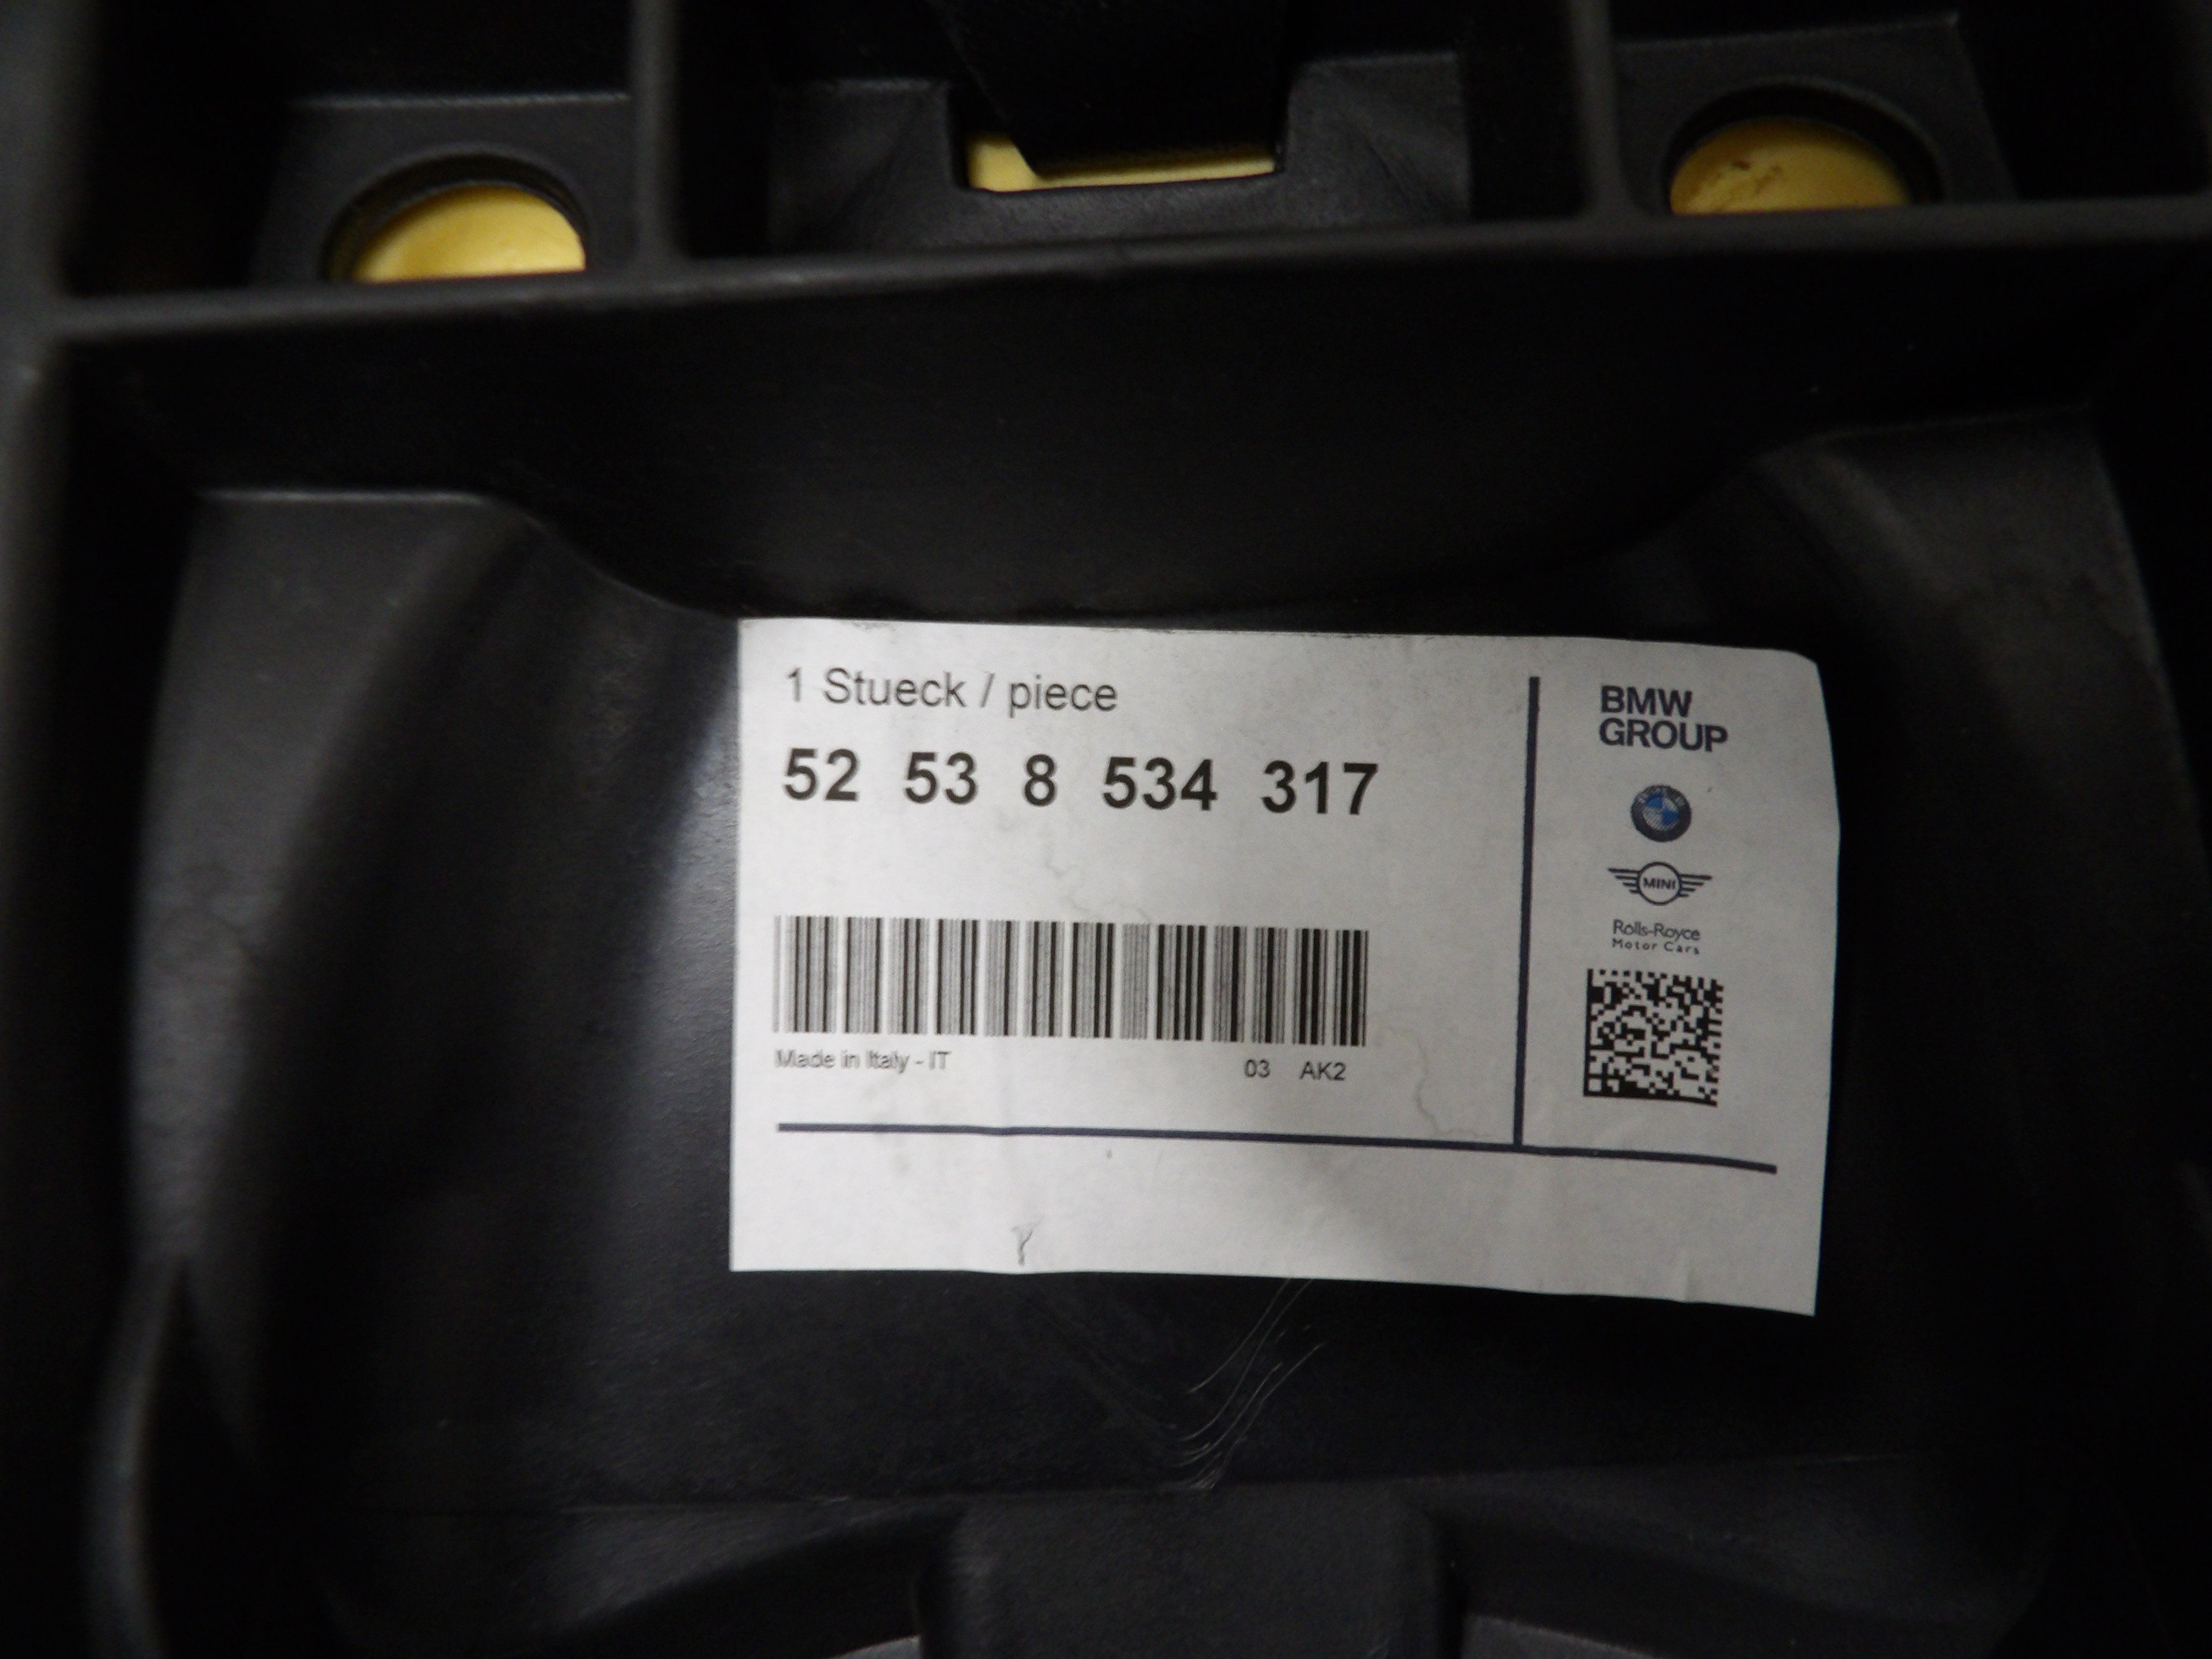 1 Stueck / piece
52 53 8 534 317
Made in Italy - IT
03 AK2
BMW
GROUP
MINI
Rolls-Royce
Motor Cars